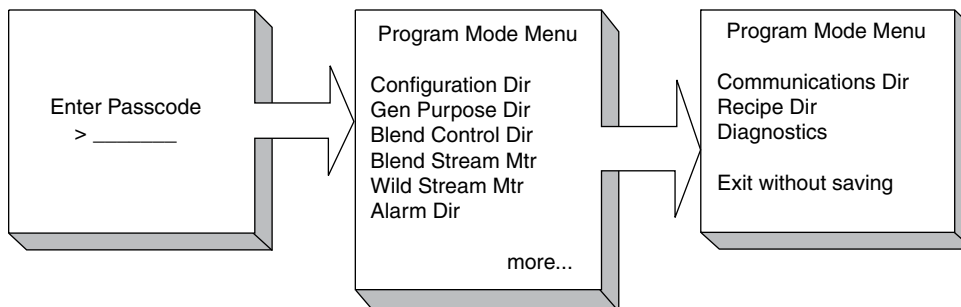 Enter Passcode
> _______
Program Mode Menu
Configuration Dir
Gen Purpose Dir
Blend Control Dir
Blend Stream Mtr
Wild Stream Mtr
Alarm Dir
more...
Program Mode Menu
Communications Dir
Recipe Dir
Diagnostics
Exit without saving